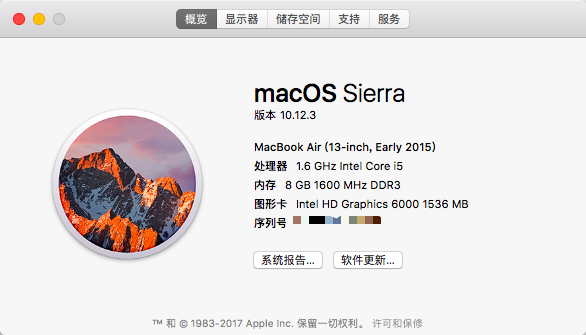 概览 显示器 储存空间 支持 服务
macOS Sierra
版本 10.12.3
MacBook Air (13-inch, Early 2015)
处理器 1.6 GHz Intel Core i5
内存 8 GB 1600 MHz DDR3
图形卡 Intel HD Graphics 6000 1536 MB
序列号
系统报告... 软件更新...
™ 和 © 1983-2017 Apple Inc. 保留一切权利。 许可和保修